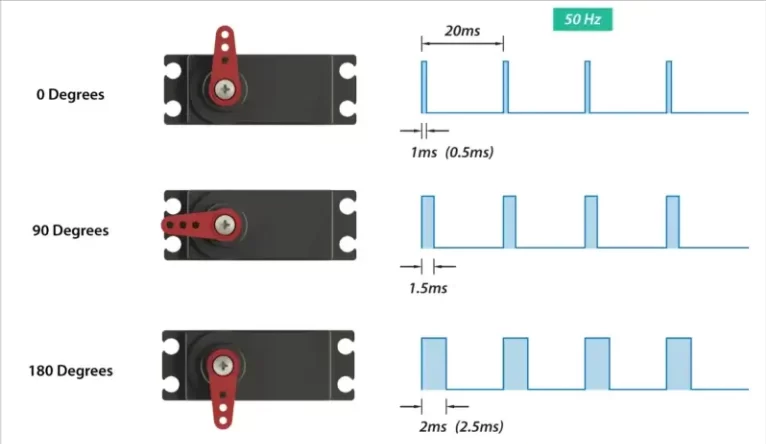 50 Hz
20ms
0 Degrees
1ms (0.5ms)
90 Degrees
1.5ms
180 Degrees
2ms (2.5ms)